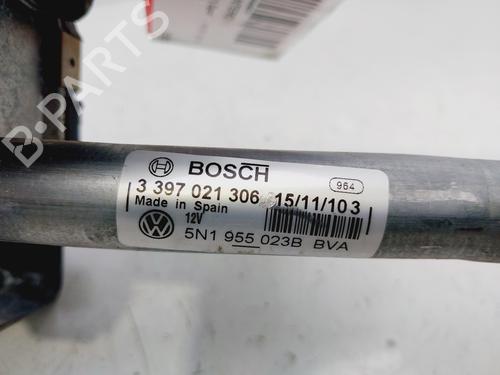 B-PARTS
BOSCH
964
3 397 021 306 15/11/10 3
Made in Spain
12V
5N1 955 023B BVA